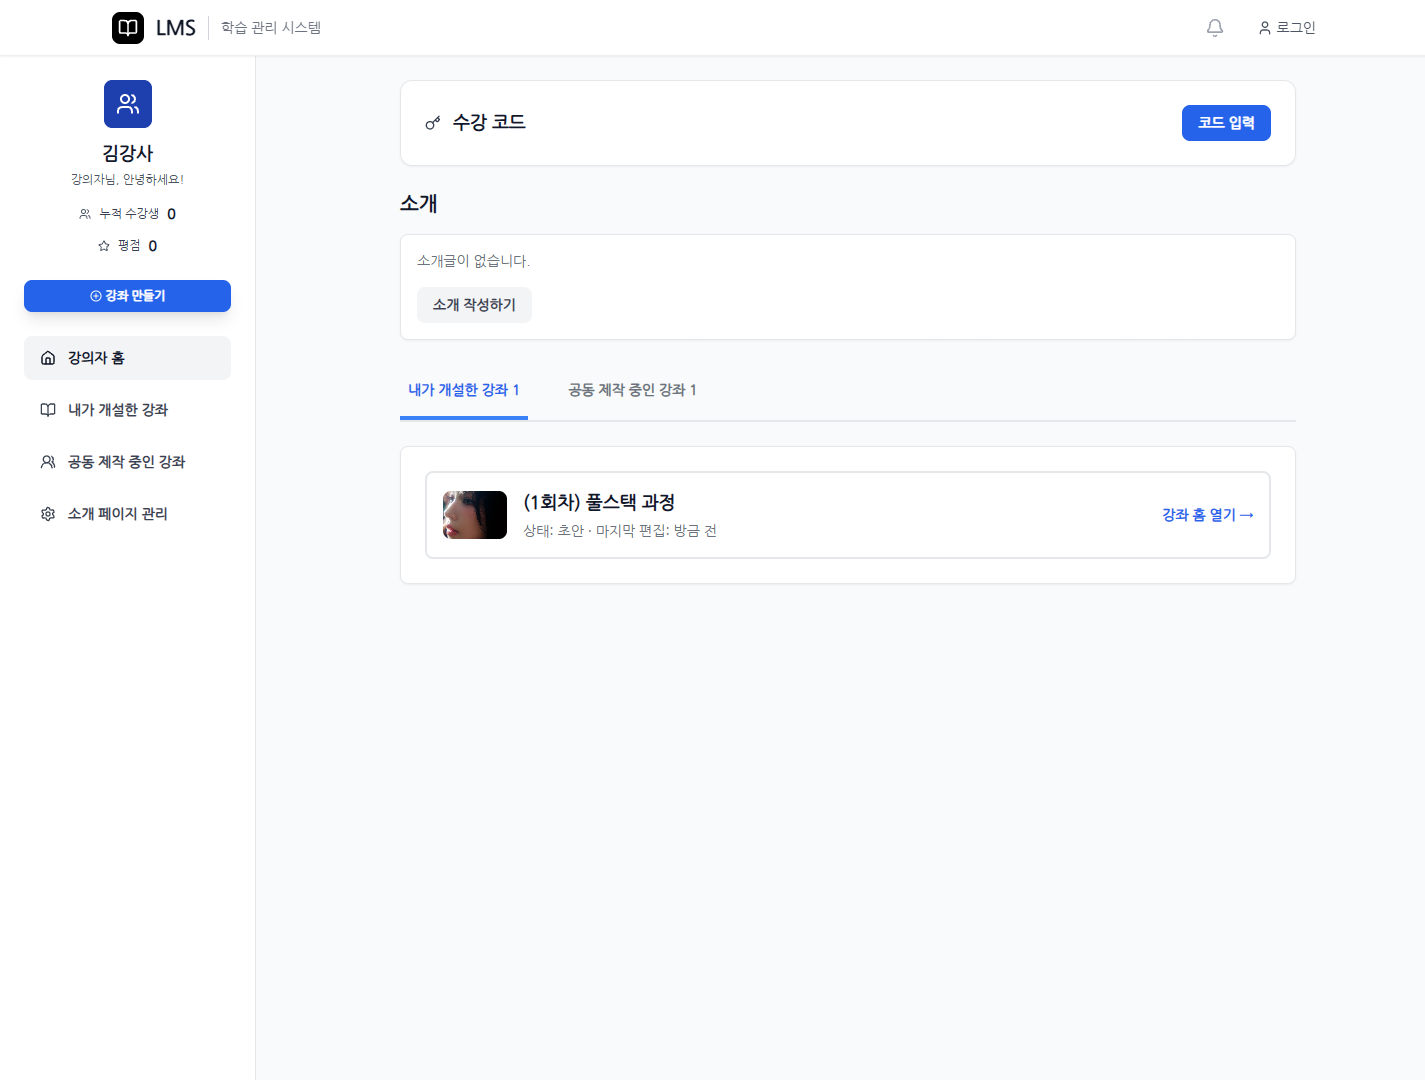 LMS 학습 관리 시스템
로그인
김강사
강의자님, 안녕하세요!
누적 수강생 0
평점 0
강좌 만들기
강의자 홈
내가 개설한 강좌
공동 제작 중인 강좌
소개 페이지 관리
수강 코드
코드 입력
소개
소개글이 없습니다.
소개 작성하기
내가 개설한 강좌 1
공동 제작 중인 강좌 1
(1회차) 풀스택 과정
상태: 초안 · 마지막 편집: 방금 전
강좌 홈 열기 →